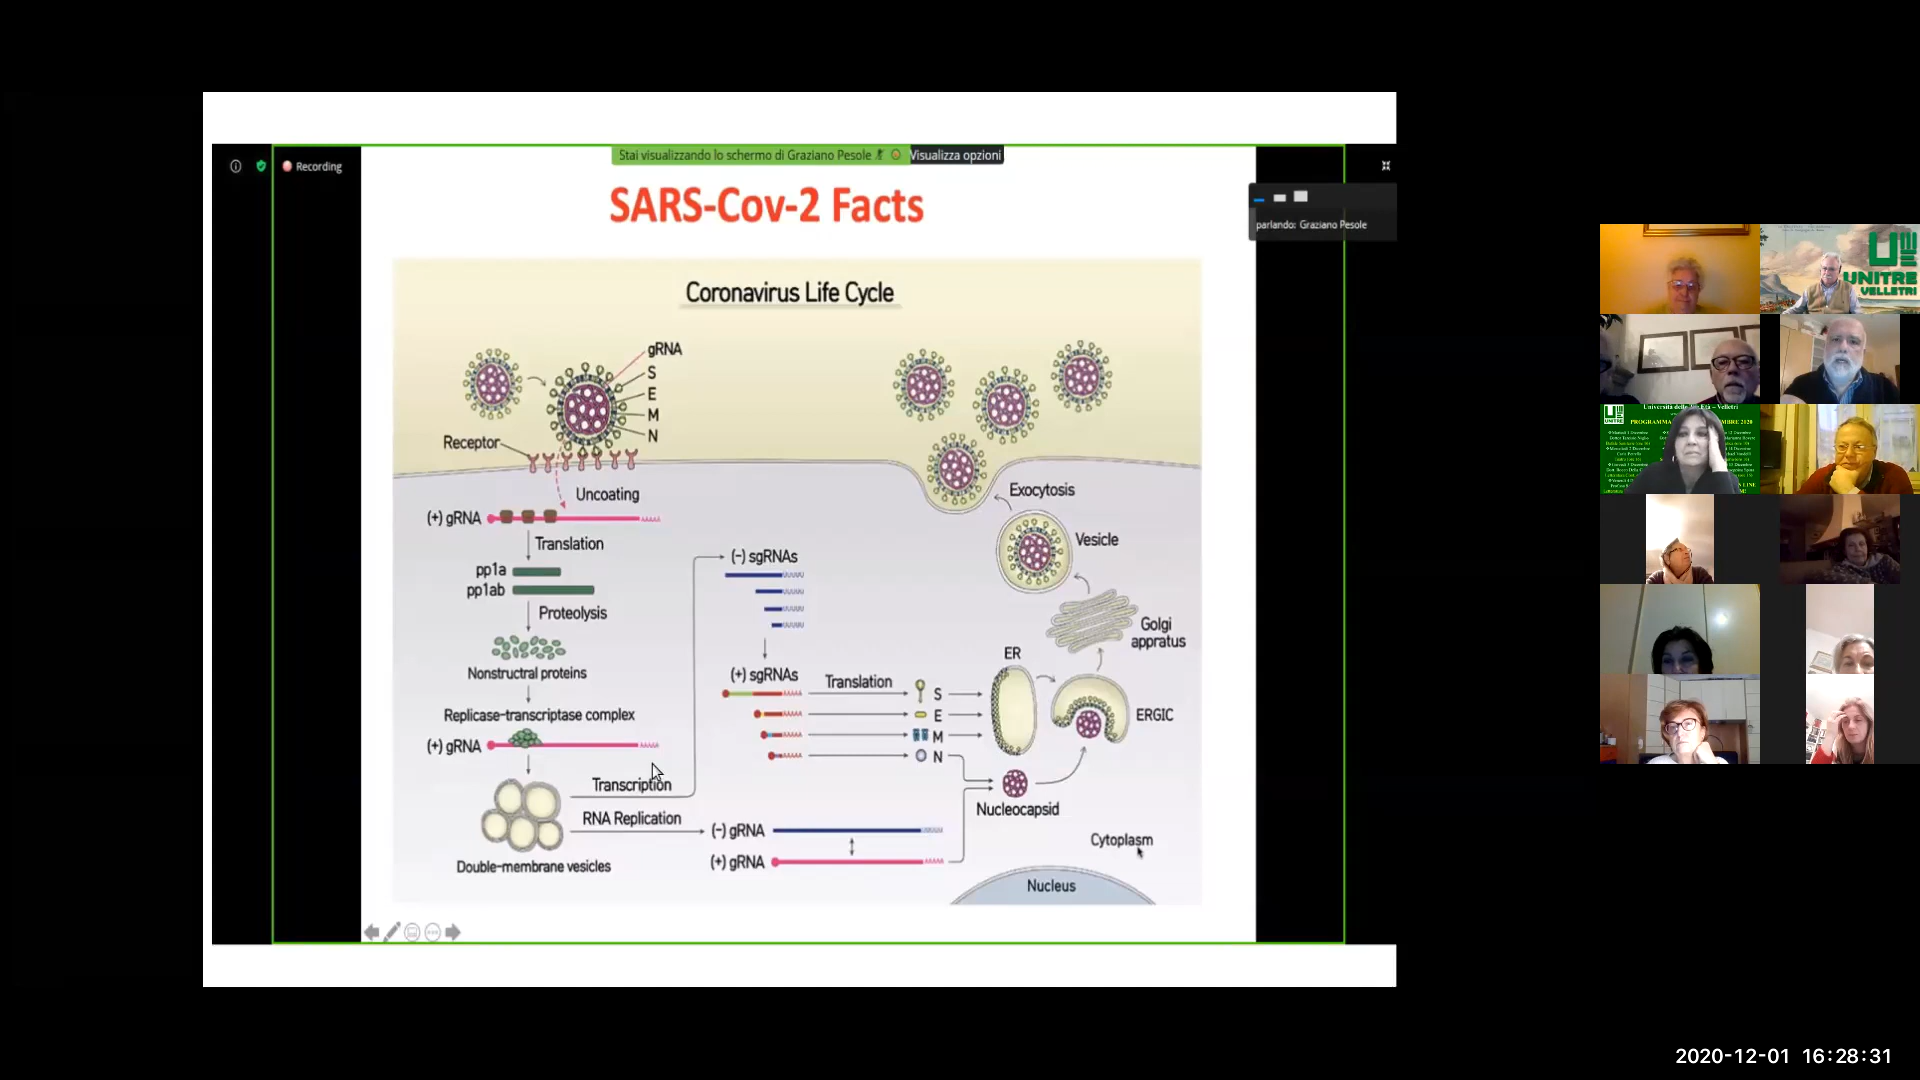 Recording
Stai visualizzando lo schermo di Graziano Pesole
Visualizza opzioni
parlando: Graziano Pesole
SARS-Cov-2 Facts
Coronavirus Life Cycle
gRNA
S
E
M
N
Receptor
Uncoating
(+) gRNA
Translation
pp1a
pp1ab
Proteolysis
Nonstructral proteins
Replicase-transcriptase complex
(+) gRNA
Transcription
RNA Replication
Double-membrane vesicles
(-) sgRNAs
(+) sgRNAs
Translation
S
E
M
N
(-) gRNA
(+) gRNA
Exocytosis
Vesicle
Golgi
appratus
ER
ERGIC
Nucleocapsid
Cytoplasm
Nucleus
UNITRE
VELLETRI
UNITRE
2020-12-01 16:28:31